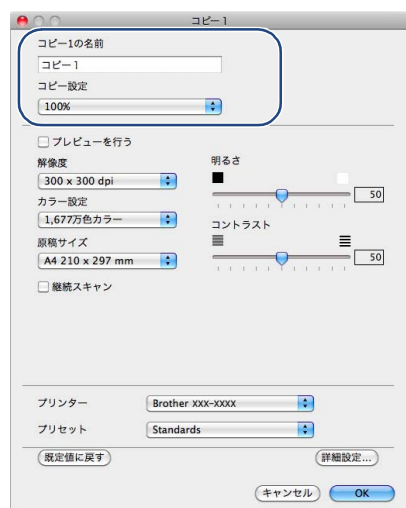 コピー 1
コピー1の名前
コピー 1
コピー設定
100%
プレビューを行う
解像度
300 x 300 dpi
カラー設定
1,677万色カラー
原稿サイズ
A4 210 x 297 mm
継続スキャン
明るさ
50
コントラスト
50
プリンター
Brother XXX-XXXX
プリセット
Standards
既定値に戻す
詳細設定...
キャンセル
OK